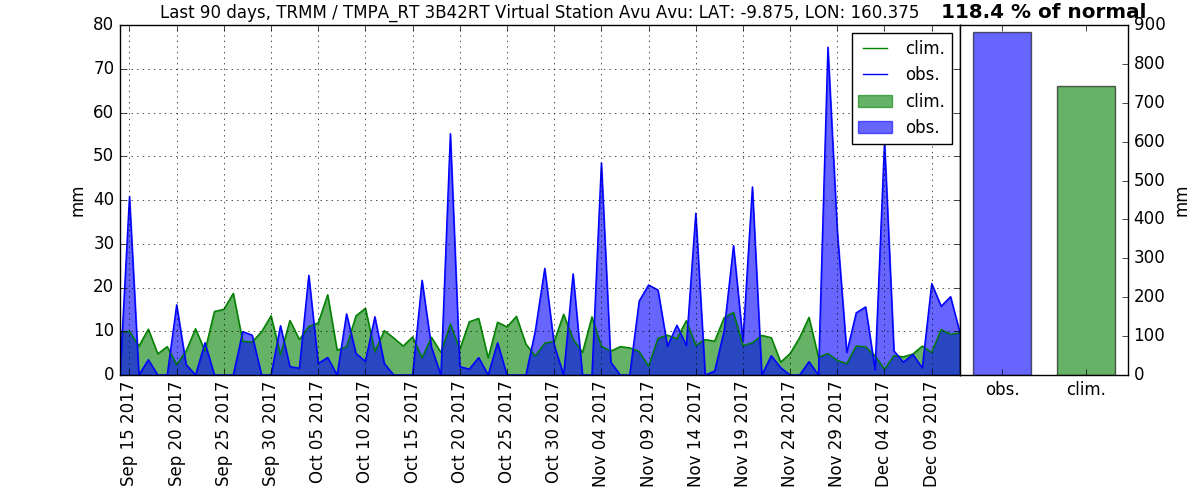 Last 90 days, TRMM / TMPA_RT 3B42RT Virtual Station Avu Avu: LAT: -9.875, LON: 160.375
118.4 % of normal
80
70
60
50
40
30
20
10
0
mm
clim.
obs.
clim.
obs.
900
800
700
600
500
400
300
200
100
0
mm
obs.
clim.
Sep 15 2017
Sep 20 2017
Sep 25 2017
Sep 30 2017
Oct 05 2017
Oct 10 2017
Oct 15 2017
Oct 20 2017
Oct 25 2017
Oct 30 2017
Nov 04 2017
Nov 09 2017
Nov 14 2017
Nov 19 2017
Nov 24 2017
Nov 29 2017
Dec 04 2017
Dec 09 2017